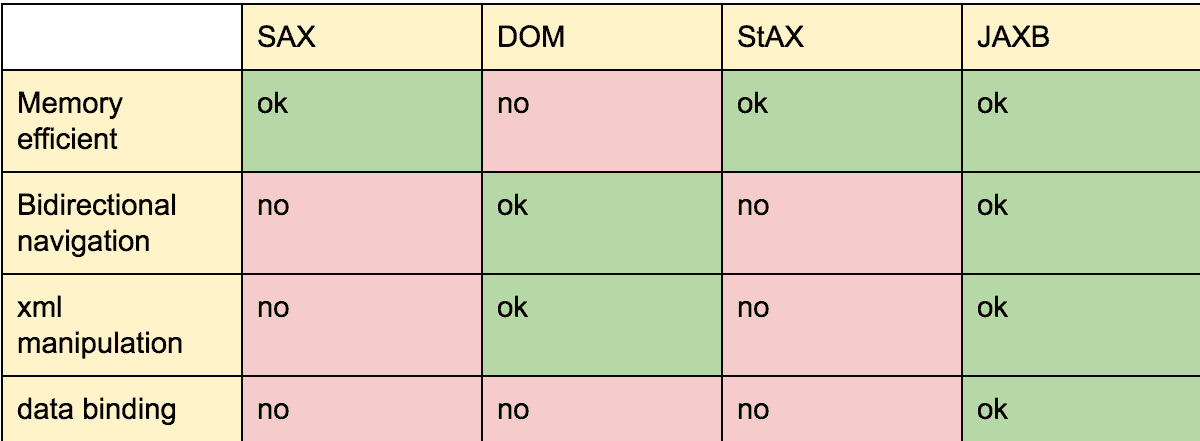 SAX DOM StAX JAXB
Memory ok no ok ok
efficient
Bidirectional no ok no ok
navigation
xml no ok no ok
manipulation
data binding no no no ok